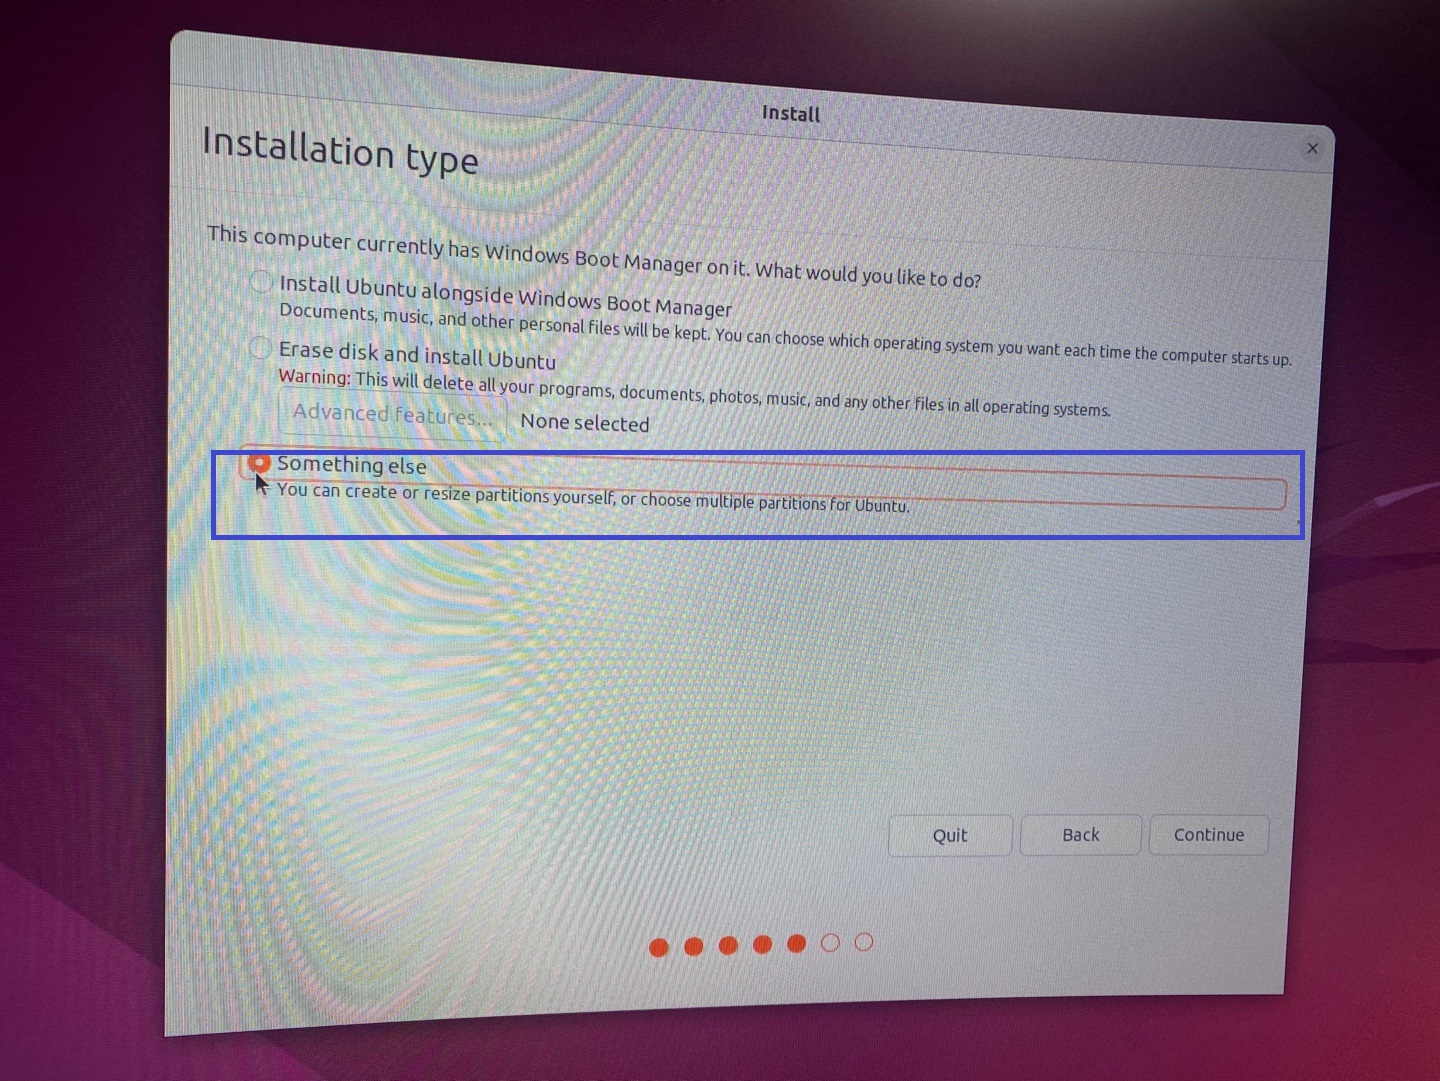 Install
Installation type
This computer currently has Windows Boot Manager on it. What would you like to do?
Install Ubuntu alongside Windows Boot Manager
Documents, music, and other personal files will be kept. You can choose which operating system you want each time the computer starts up.
Erase disk and install Ubuntu
Warning: This will delete all your programs, documents, photos, music, and any other files in all operating systems.
Advanced features... None selected
Something else
You can create or resize partitions yourself, or choose multiple partitions for Ubuntu.
Quit Back Continue